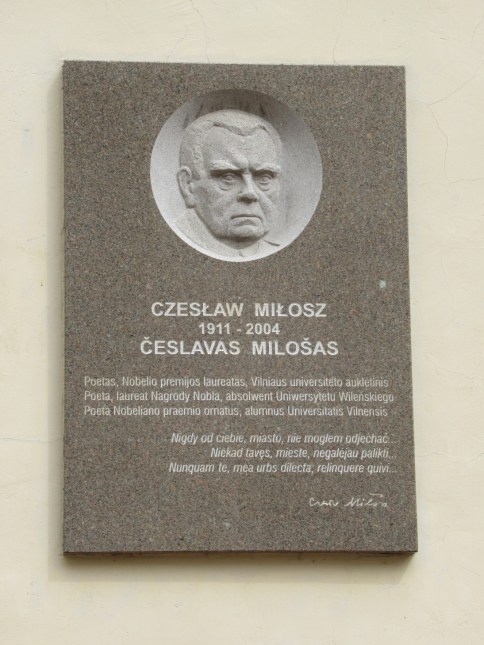 CZESŁAW MIŁOSZ
1911 - 2004
ČESLAVAS MILOŠAS
Poetas, Nobelio premijos laureatas, Vilniaus universiteto auklėtinis
Poeta, laureat Nagrody Nobla, absolwent Uniwersytetu Wileńskiego
Poeta Nobeliano praemio ornatus, alumnus Universitatis Vilnensis
Nigdy od ciebie, miasto, nie mogłem odjechać...
Niekad tavęs, mieste, negalėjau palikti...
Nunquam te, mea urbs dilecta, relinquere quivi...
Czesław Miłosz